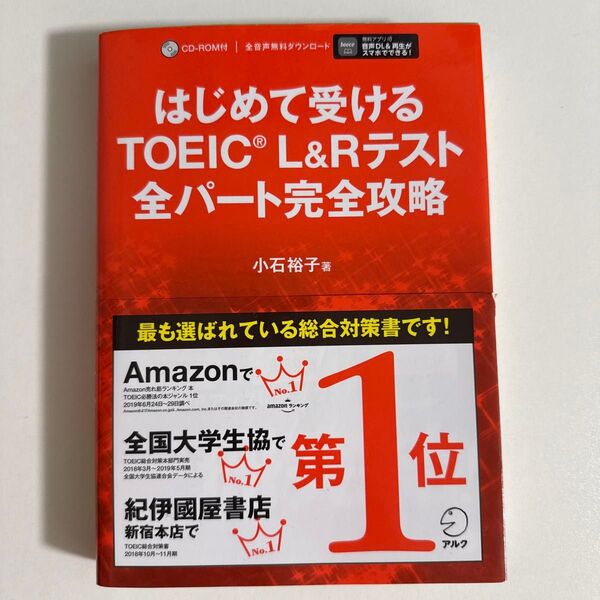 CD-ROM付 全音声無料ダウンロード
booco
無料アプリ付
音声DL&再生が
スマホでできる!
はじめて受ける
TOEIC® L&Rテスト
全パート完全攻略
小石裕子 著
最も選ばれている総合対策書です!
Amazonで
No.1
Amazon売れ筋ランキング 本
TOEIC必勝法の本ジャンル 1位
2019年6月24日~29日調べ
amazonランキング
全国大学生協で
TOEIC総合対策本部門実売
2018年3月~2019年5月期
全国大学生協連合会データによる
No.1
紀伊國屋書店
新宿本店で
TOEIC総合対策書
2018年10月~11月期
No.1
第1位
アルク